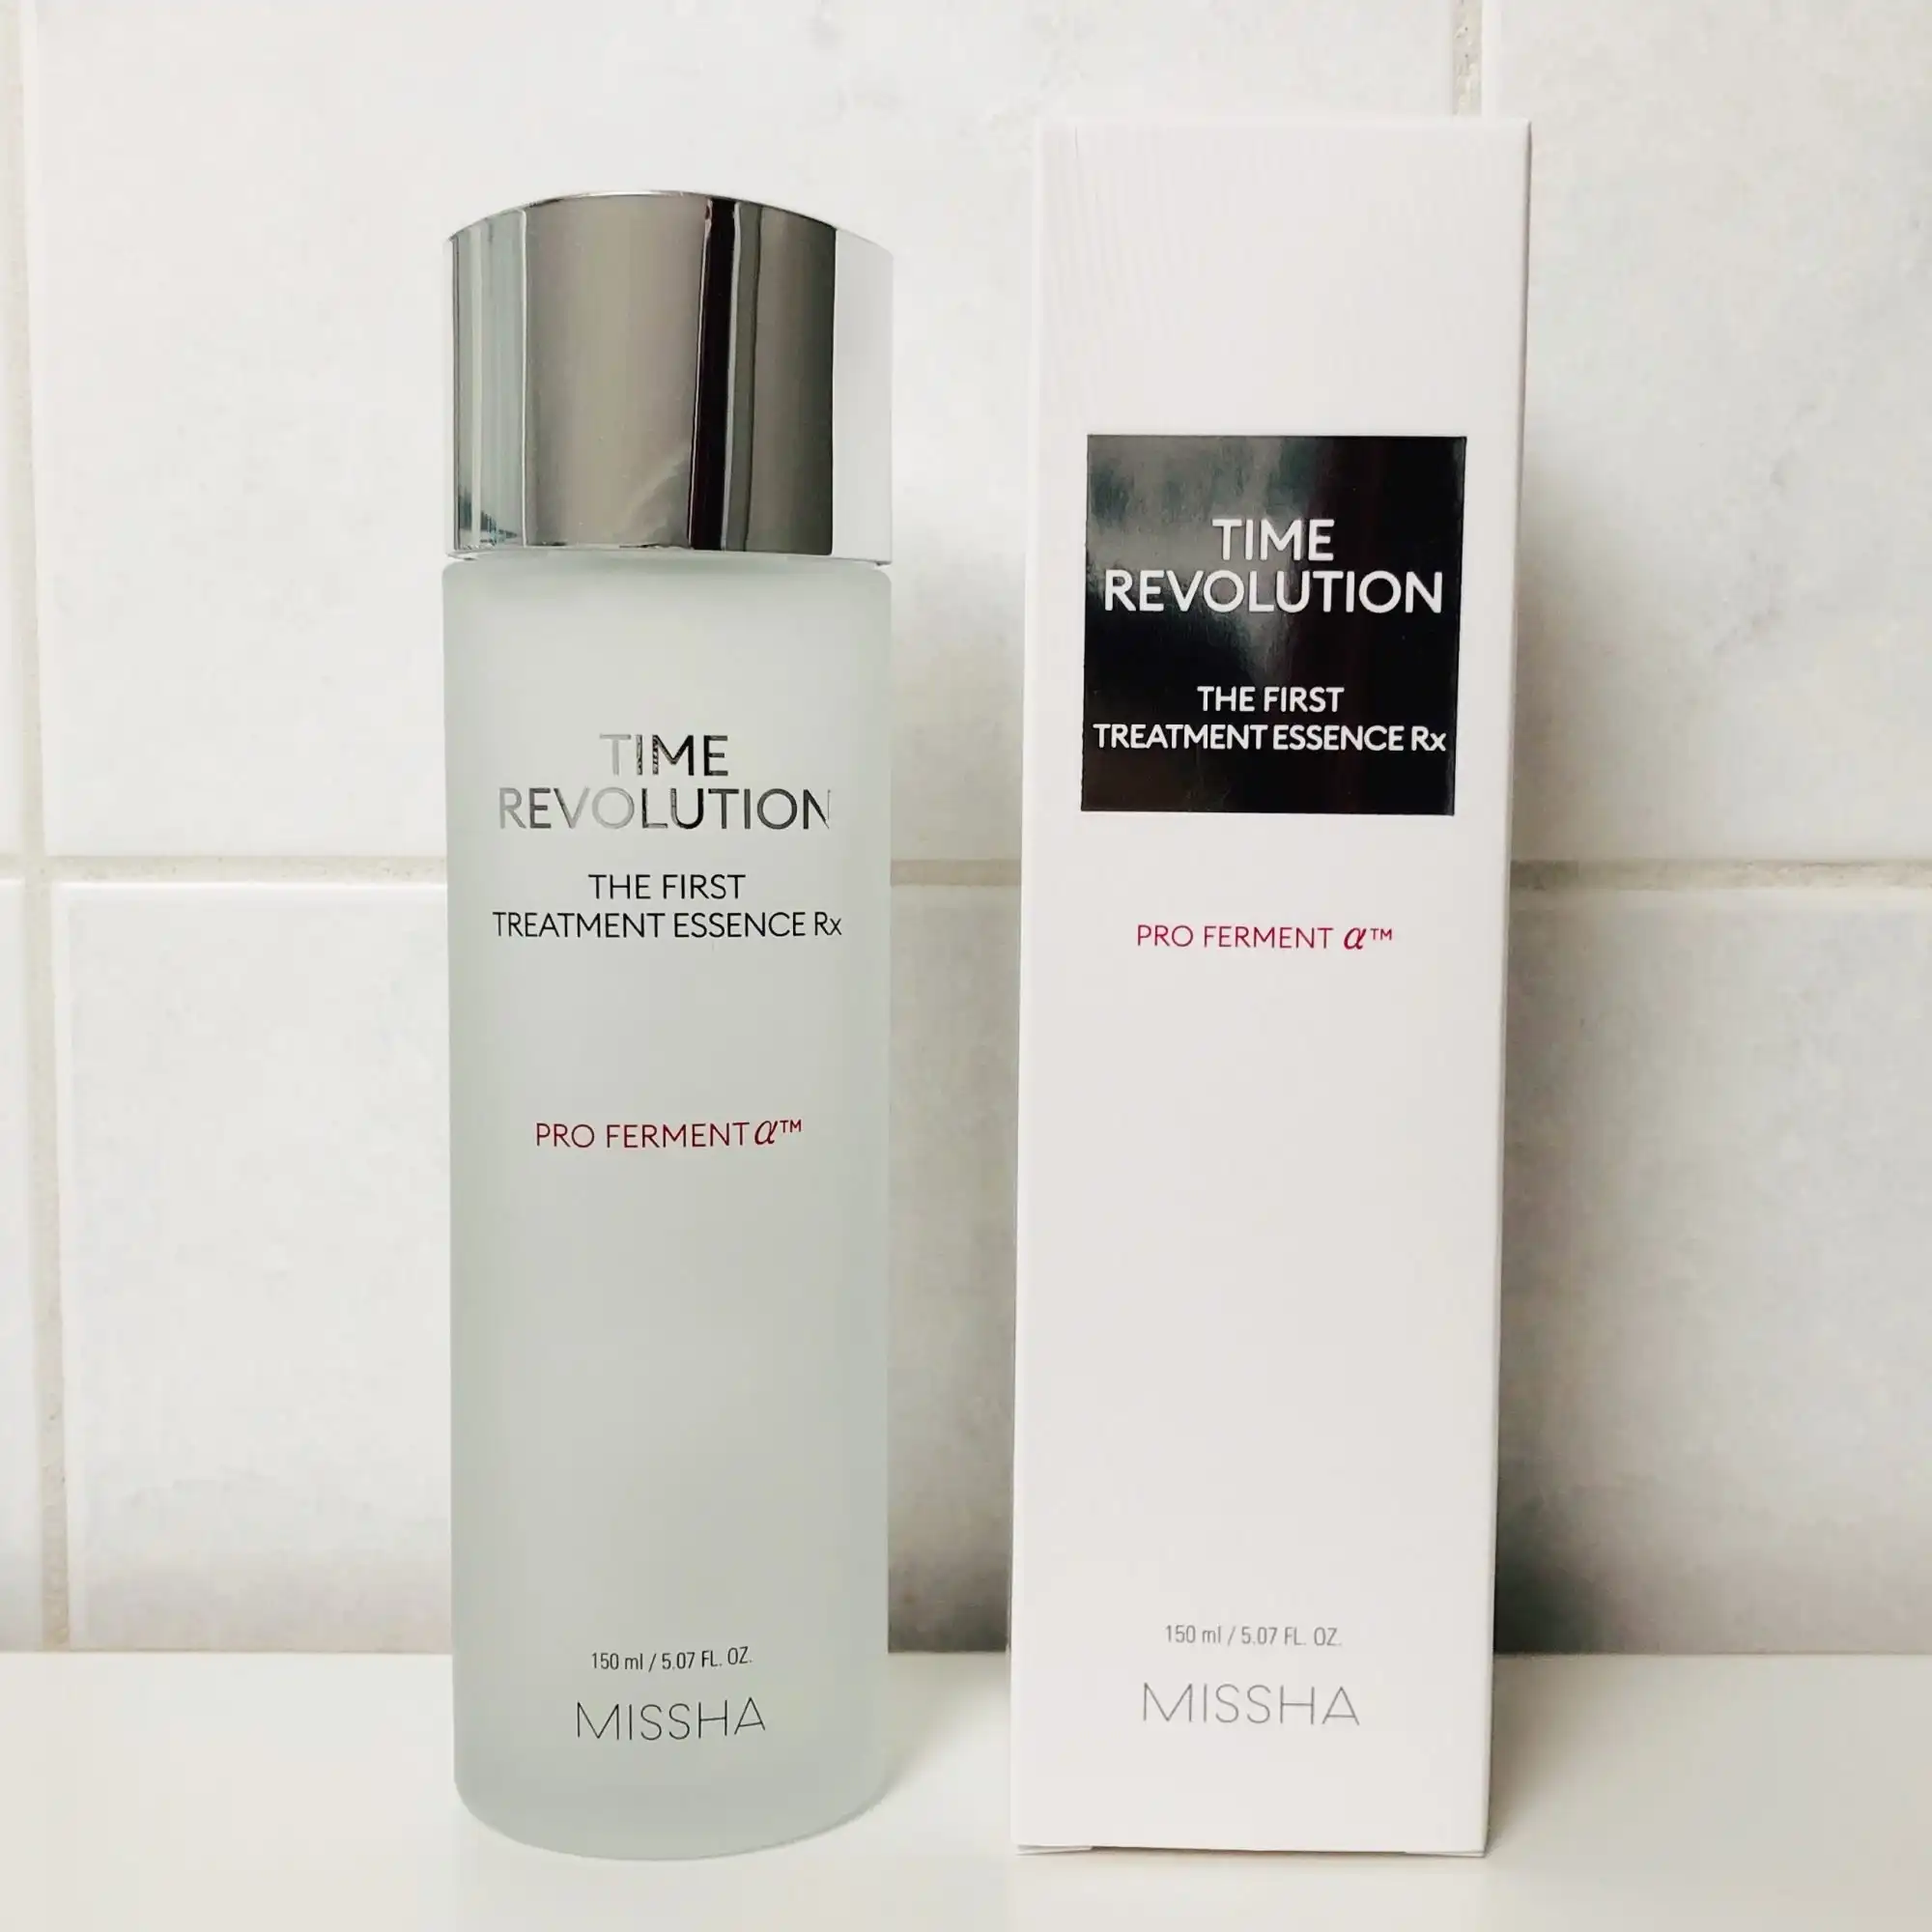 TIME
REVOLUTION
THE FIRST
TREATMENT ESSENCE Rx
PRO FERMENT α™
150 ml / 5.07 FL. OZ.
MISSHA
TIME
REVOLUTION
THE FIRST
TREATMENT ESSENCE Rx
PRO FERMENT α™
150 ml / 5.07 FL. OZ.
MISSHA